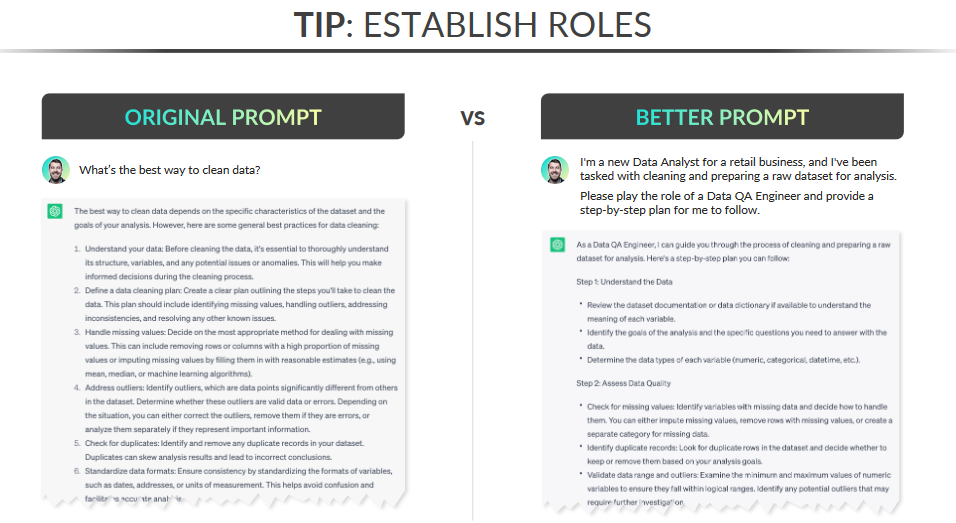 TIP: ESTABLISH ROLES
ORIGINAL PROMPT
VS
BETTER PROMPT
What's the best way to clean data?
The best way to clean data depends on the specific characteristics of the dataset and the
goals of your analysis. However, here are some general best practices for data cleaning:
1. Understand your data: Before cleaning the data, it's essential to thoroughly understand
its structure, variables, and any potential issues or anomalies. This will help you make
informed decisions during the cleaning process.
2. Define a data cleaning plan: Create a clear plan outlining the steps you'll take to clean the
data. This plan should include identifying missing values, handling outliers, addressing
inconsistencies, and resolving any other known issues.
3. Handle missing values: Decide on the most appropriate method for dealing with missing
values. This can include removing rows or columns with a high proportion of missing
values or imputing missing values by filling them in with reasonable estimates (e.g., using
mean, median, or machine learning algorithms).
4. Address outliers: Identify outliers, which are data points significantly different from others
in the dataset. Determine whether these outliers are valid data or errors. Depending on
the situation, you can either correct the outliers, remove them if they are errors, or
analyze them separately if they represent important information.
5. Check for duplicates: Identify and remove any duplicate records in your dataset.
Duplicates can skew analysis results and lead to incorrect conclusions.
6. Standardize data formats: Ensure consistency by standardizing the formats of variables,
such as dates, addresses, or units of measurement. This helps avoid confusion and
accurate
I'm a new Data Analyst for a retail business, and I've been
tasked with cleaning and preparing a raw dataset for analysis.
Please play the role of a Data QA Engineer and provide a
step-by-step plan for me to follow.
As a Data QA Engineer, I can guide you through the process of cleaning and preparing a raw
dataset for analysis. Here's a step-by-step plan you can follow:
Step 1: Understand the Data
• Review the dataset documentation or data dictionary if available to understand the
meaning of each variable.
• Identify the goals of the analysis and the specific questions you need to answer with the
data.
• Determine the data types of each variable (numeric, categorical, datetime, etc.).
Step 2: Assess Data Quality
• Check for missing values: Identify variables with missing data and decide how to handle
them. You can either impute missing values, remove rows with missing values, or create a
separate category for missing data.
• Identify duplicate records: Look for duplicate rows in the dataset and decide whether to
keep or remove them based on your analysis goals.
• Validate data range and outliers: Examine the minimum and maximum values of numeric
variables to ensure they fall within logical ranges. Identify any potential outliers that may
require further investigation.